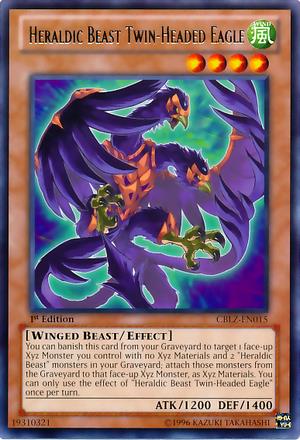 Heraldic Beast Twin-Headed Eagle
WIND
風
1st Edition
CBLZ-EN015
[Winged Beast/Effect]
You can banish this card from your Graveyard to target 1 face-up
Xyz Monster you control with no Xyz Materials and 2 "Heraldic
Beast" monsters in your Graveyard; attach those monsters
from the Graveyard to that face-up Xyz Monster, as Xyz Materials. You
can only use the effect of "Heraldic Beast Twin-Headed Eagle"
once per turn.
ATK/1200 DEF/1400
19310321
©1996 KAZUKI TAKAHASHI